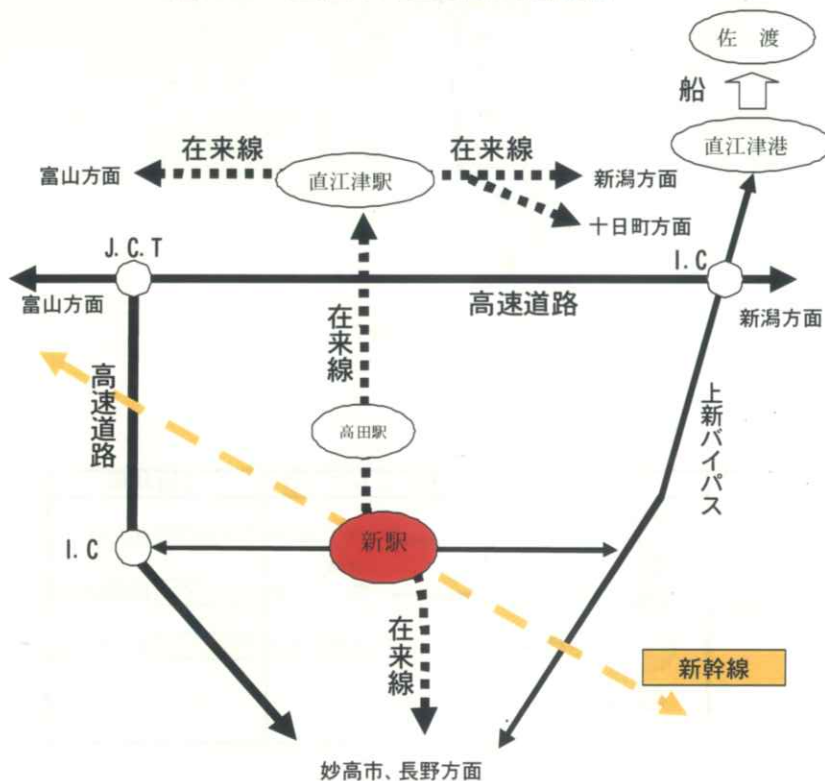 佐 渡
船
直江津港
在来線
在来線
富山方面
直江津駅
新潟方面
十日町方面
J.C.T
I.C
富山方面
高速道路
新潟方面
在来線
高速道路
上新バイパス
高田駅
I.C
新駅
在来線
新幹線
妙高市、長野方面